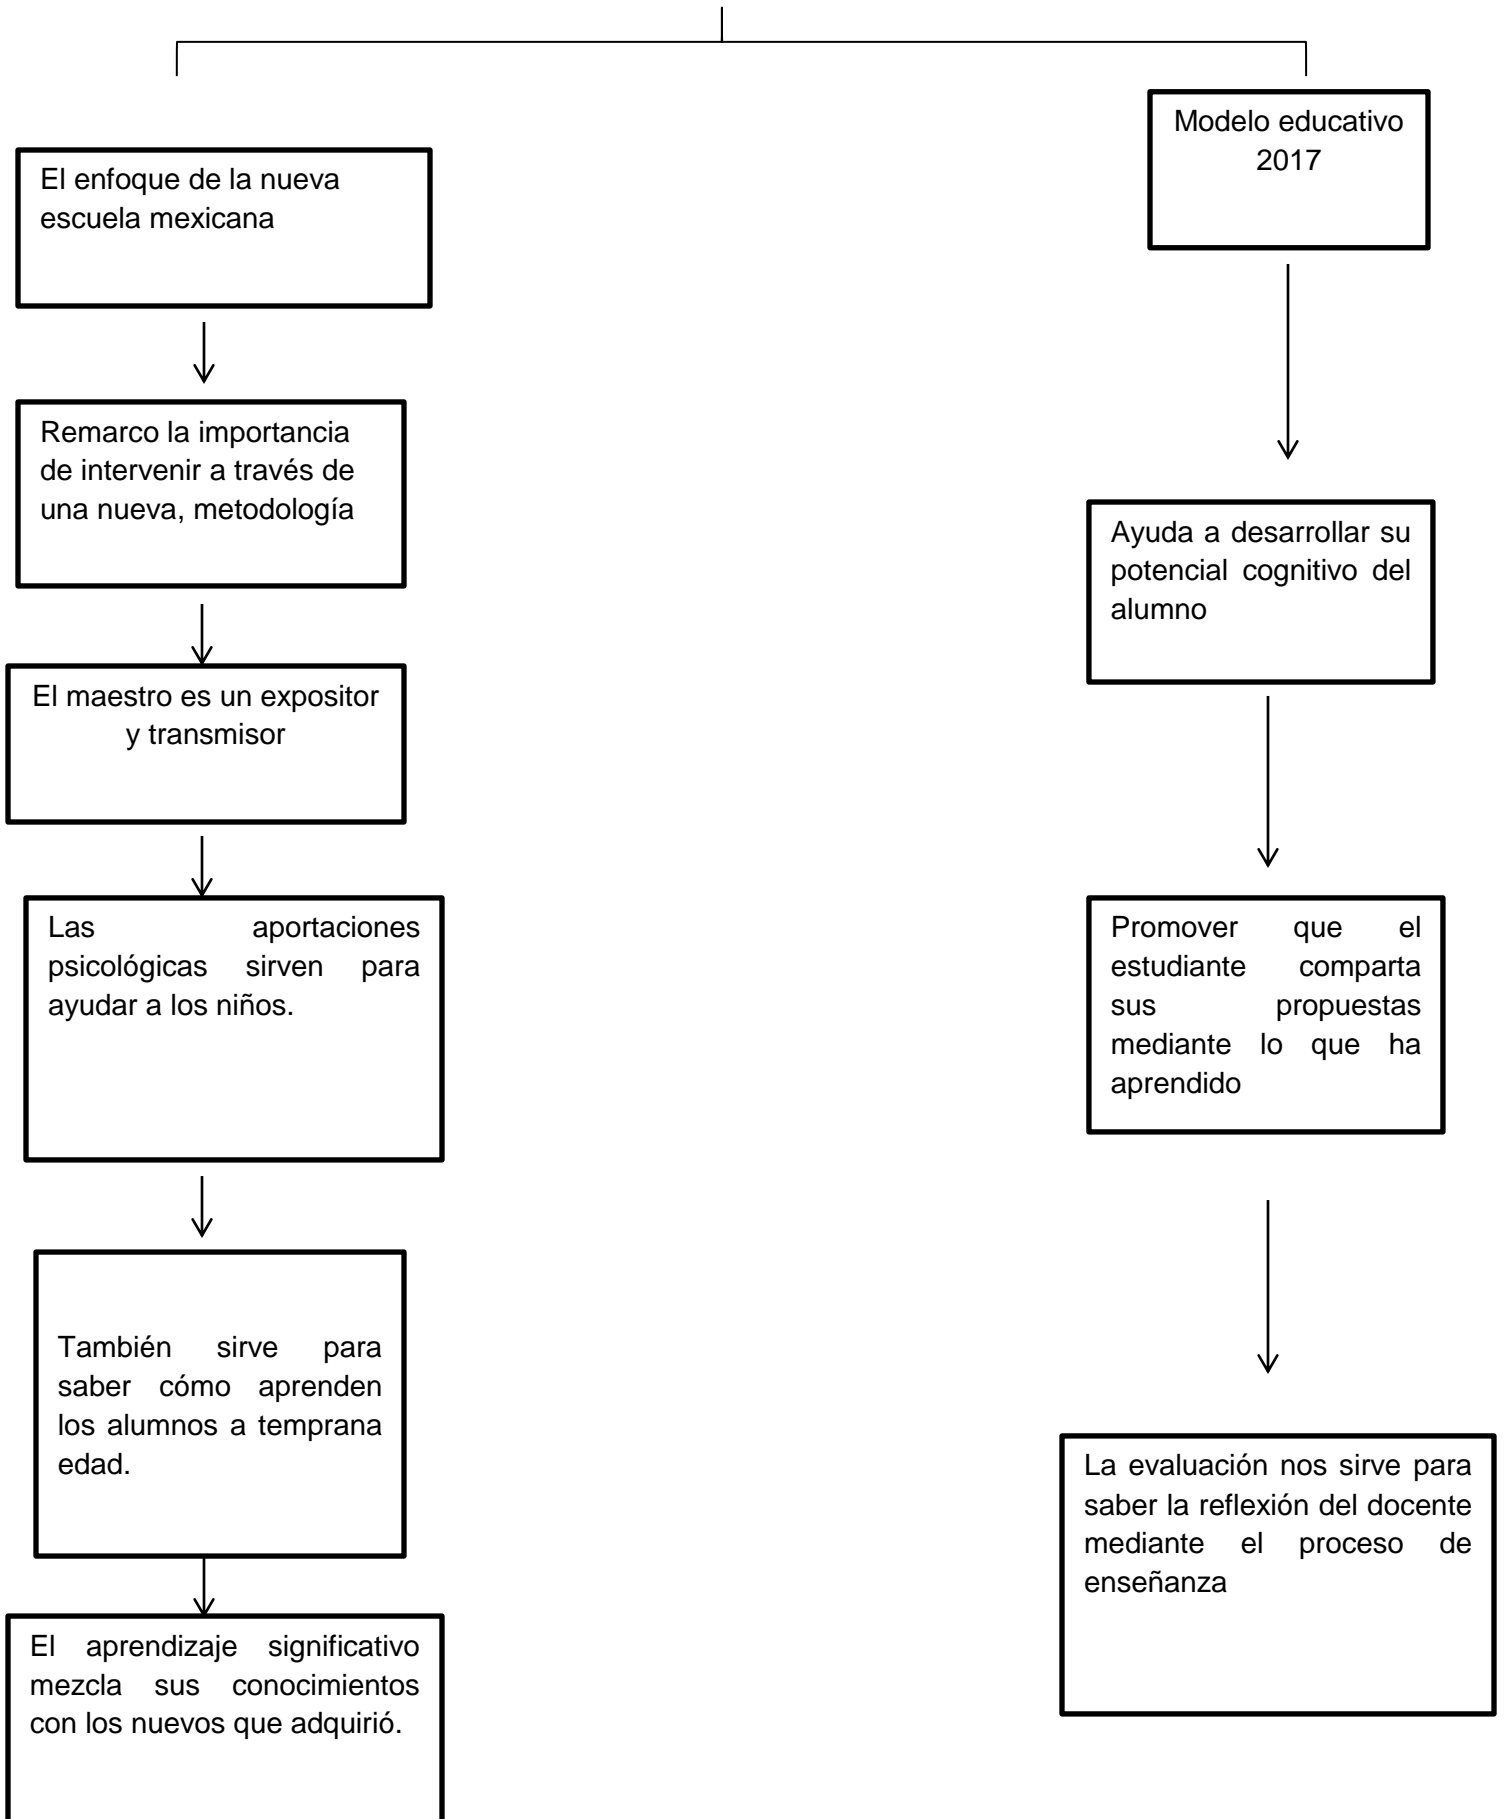 El enfoque de la nueva
escuela mexicana
Remarco la importancia
de intervenir a través de
una nueva, metodología
El maestro es un expositor
y transmisor
Las aportaciones
psicológicas sirven para
ayudar a los niños.
También sirve para
saber cómo aprenden
los alumnos a temprana
edad.
El aprendizaje significativo
mezcla sus conocimientos
con los nuevos que adquirió.
Modelo educativo
2017
Ayuda a desarrollar su
potencial cognitivo del
alumno
Promover que el
estudiante comparta
sus propuestas
mediante lo que ha
aprendido
La evaluación nos sirve para
saber la reflexión del docente
mediante el proceso de
enseñanza